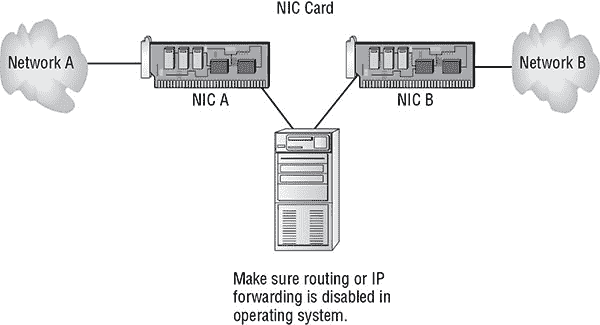 NIC Card
Network A
NIC A
NIC B
Network B
Make sure routing or IP
forwarding is disabled in
operating system.